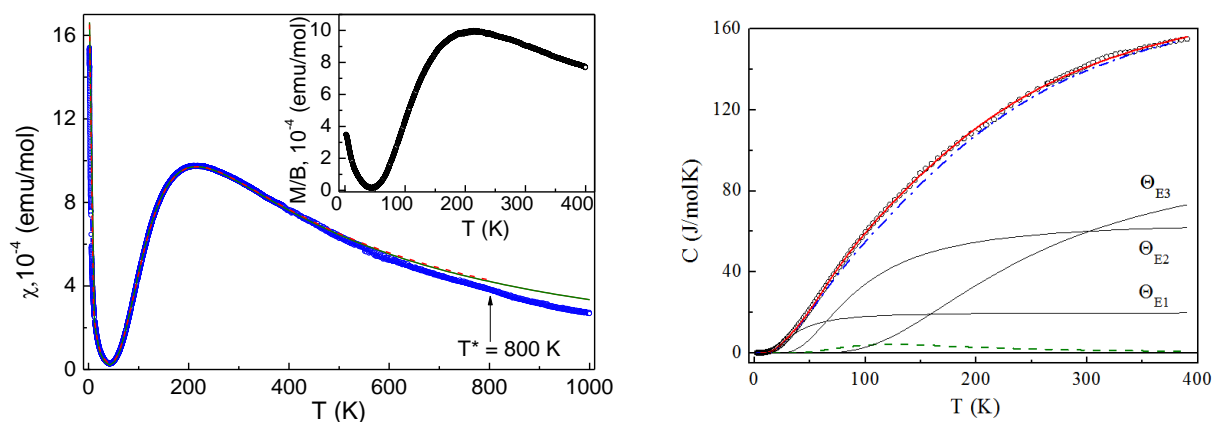 16
12
8
4
0
χ,10⁻⁴ (emu/mol)
0 200 400 600 800 1000
T (K)
T* = 800 K
10
8
6
4
2
0
M/B, 10⁻⁴ (emu/mol)
0 100 200 300 400
T (K)
160
120
80
40
0
C (J/molK)
Θ_E3
Θ_E2
Θ_E1
100 200 300 400
T (K)